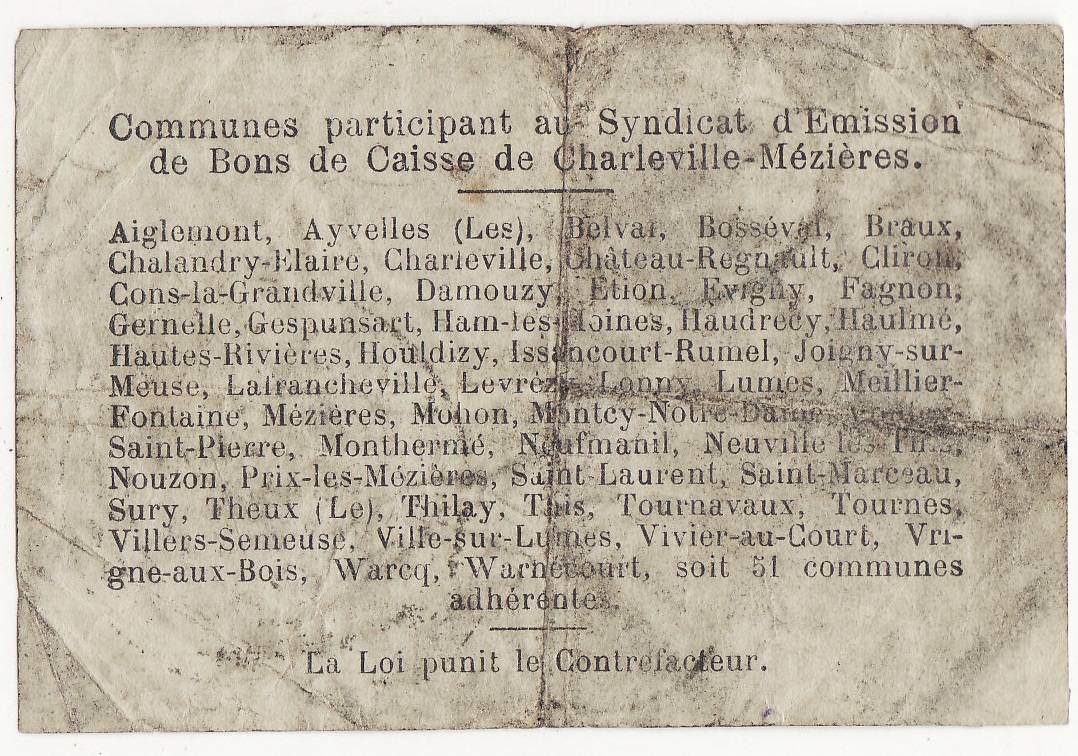 Communes participant au Syndicat d'Emission
de Bons de Caisse de Charleville-Mézières.
Aiglemont, Ayvelles (Les), Belval, Bosséval, Braux,
Chalandry-Elaire, Charleville, Château-Regnault, Cliron,
Cons-la-Grandville, Damouzy, Étion, Evigny, Fagnon,
Gernelle, Gespunsart, Ham-les-Moines, Haudrecy, Haulmé,
Hautes-Rivières, Houldizy, Issancourt-Rumel, Joigny-sur-
Meuse, Lafrancheville, Levrezy, Lonny, Lumes, Meillier-
Fontaine, Mézières, Mohon, Montcy-Notre-Dame,
Saint-Pierre, Monthermé, Neufmanil, Neuville-les-This,
Nouzon, Prix-les-Mézières, Saint-Laurent, Saint-Marceau,
Sury, Theux (Le), Thilay, This, Tournavaux, Tournes,
Villers-Semeuse, Ville-sur-Lumes, Vivier-au-Court, Vri-
gne-aux-Bois, Warcq, Warnécourt, soit 51 communes
adhérentes.
La Loi punit le Contrefacteur.